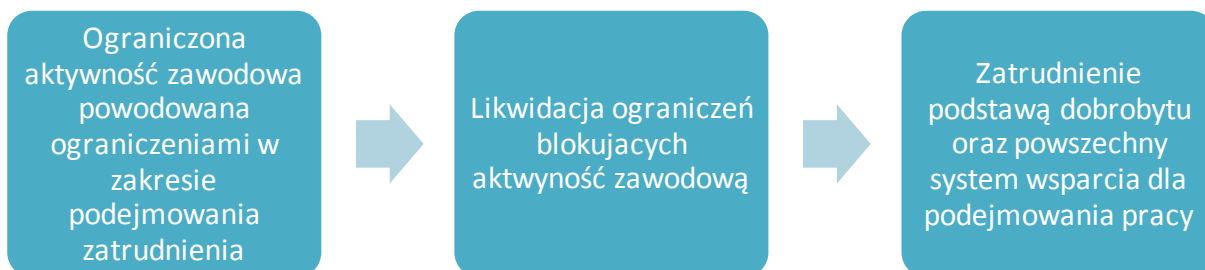 Ograniczona
aktywność zawodowa
powodowana
ograniczeniami w
zakresie
podejmowania
zatrudnienia
Likwidacja ograniczeń
blokujacych
aktwyność zawodową
Zatrudnienie
podstawą dobrobytu
oraz powszechny
system wsparcia dla
podejmowania pracy